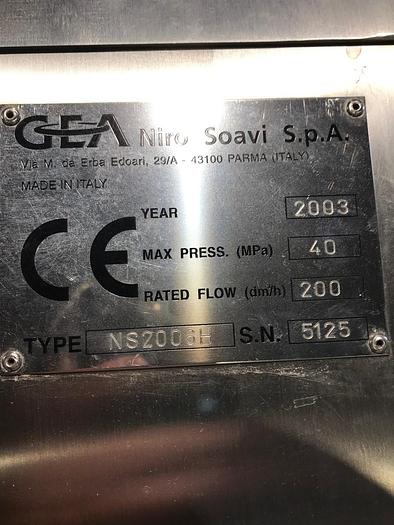 GEA Niro Soavi S.p.A.
Via M. da Erba Edoari, 29/A - 43100 PARMA (ITALY)
MADE IN ITALY
CE
YEAR 2003
MAX PRESS. (MPa) 40
RATED FLOW (dm³/h) 200
TYPE NS2006H S.N. 5125